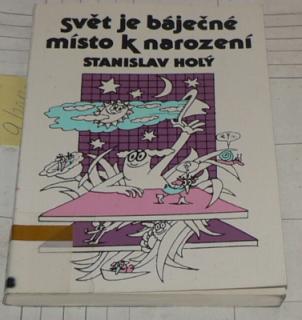 svět je báječné
místo k narození
STANISLAV HOLÝ